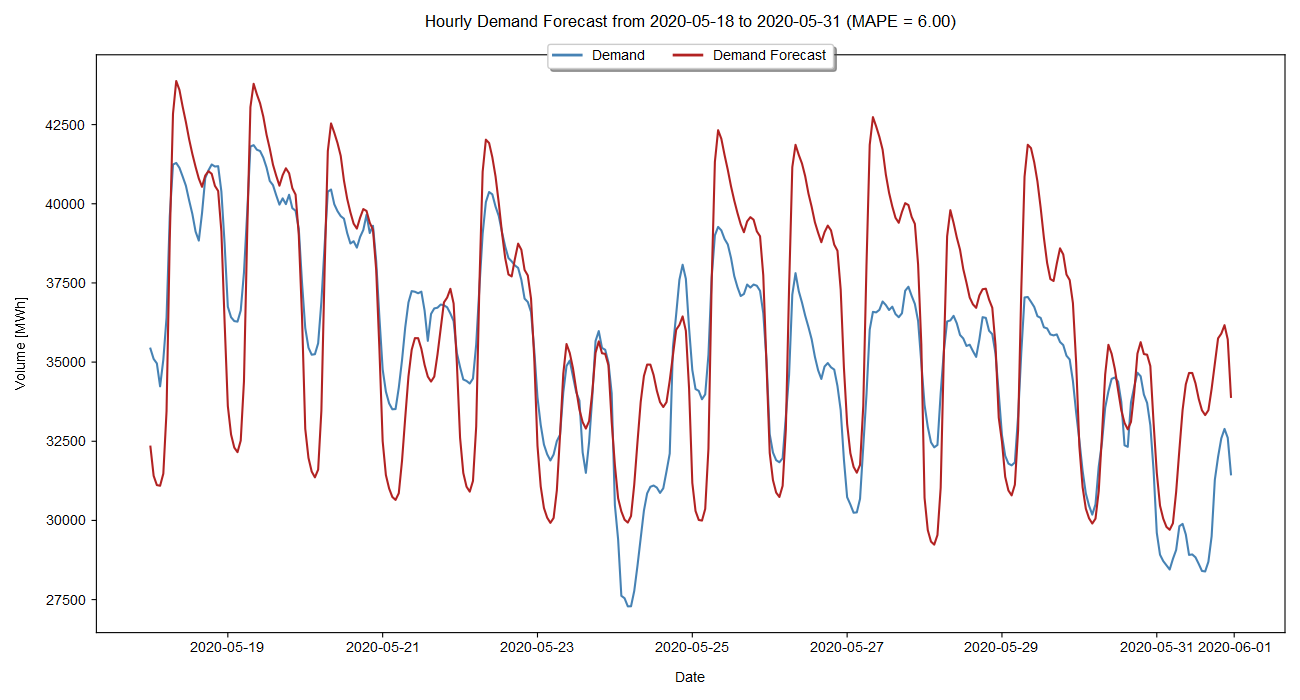 Hourly Demand Forecast from 2020-05-18 to 2020-05-31 (MAPE = 6.00)
Demand Demand Forecast
Volume [MWh]
42500
40000
37500
35000
32500
30000
27500
2020-05-19 2020-05-21 2020-05-23 2020-05-25 2020-05-27 2020-05-29 2020-05-31 2020-06-01
Date